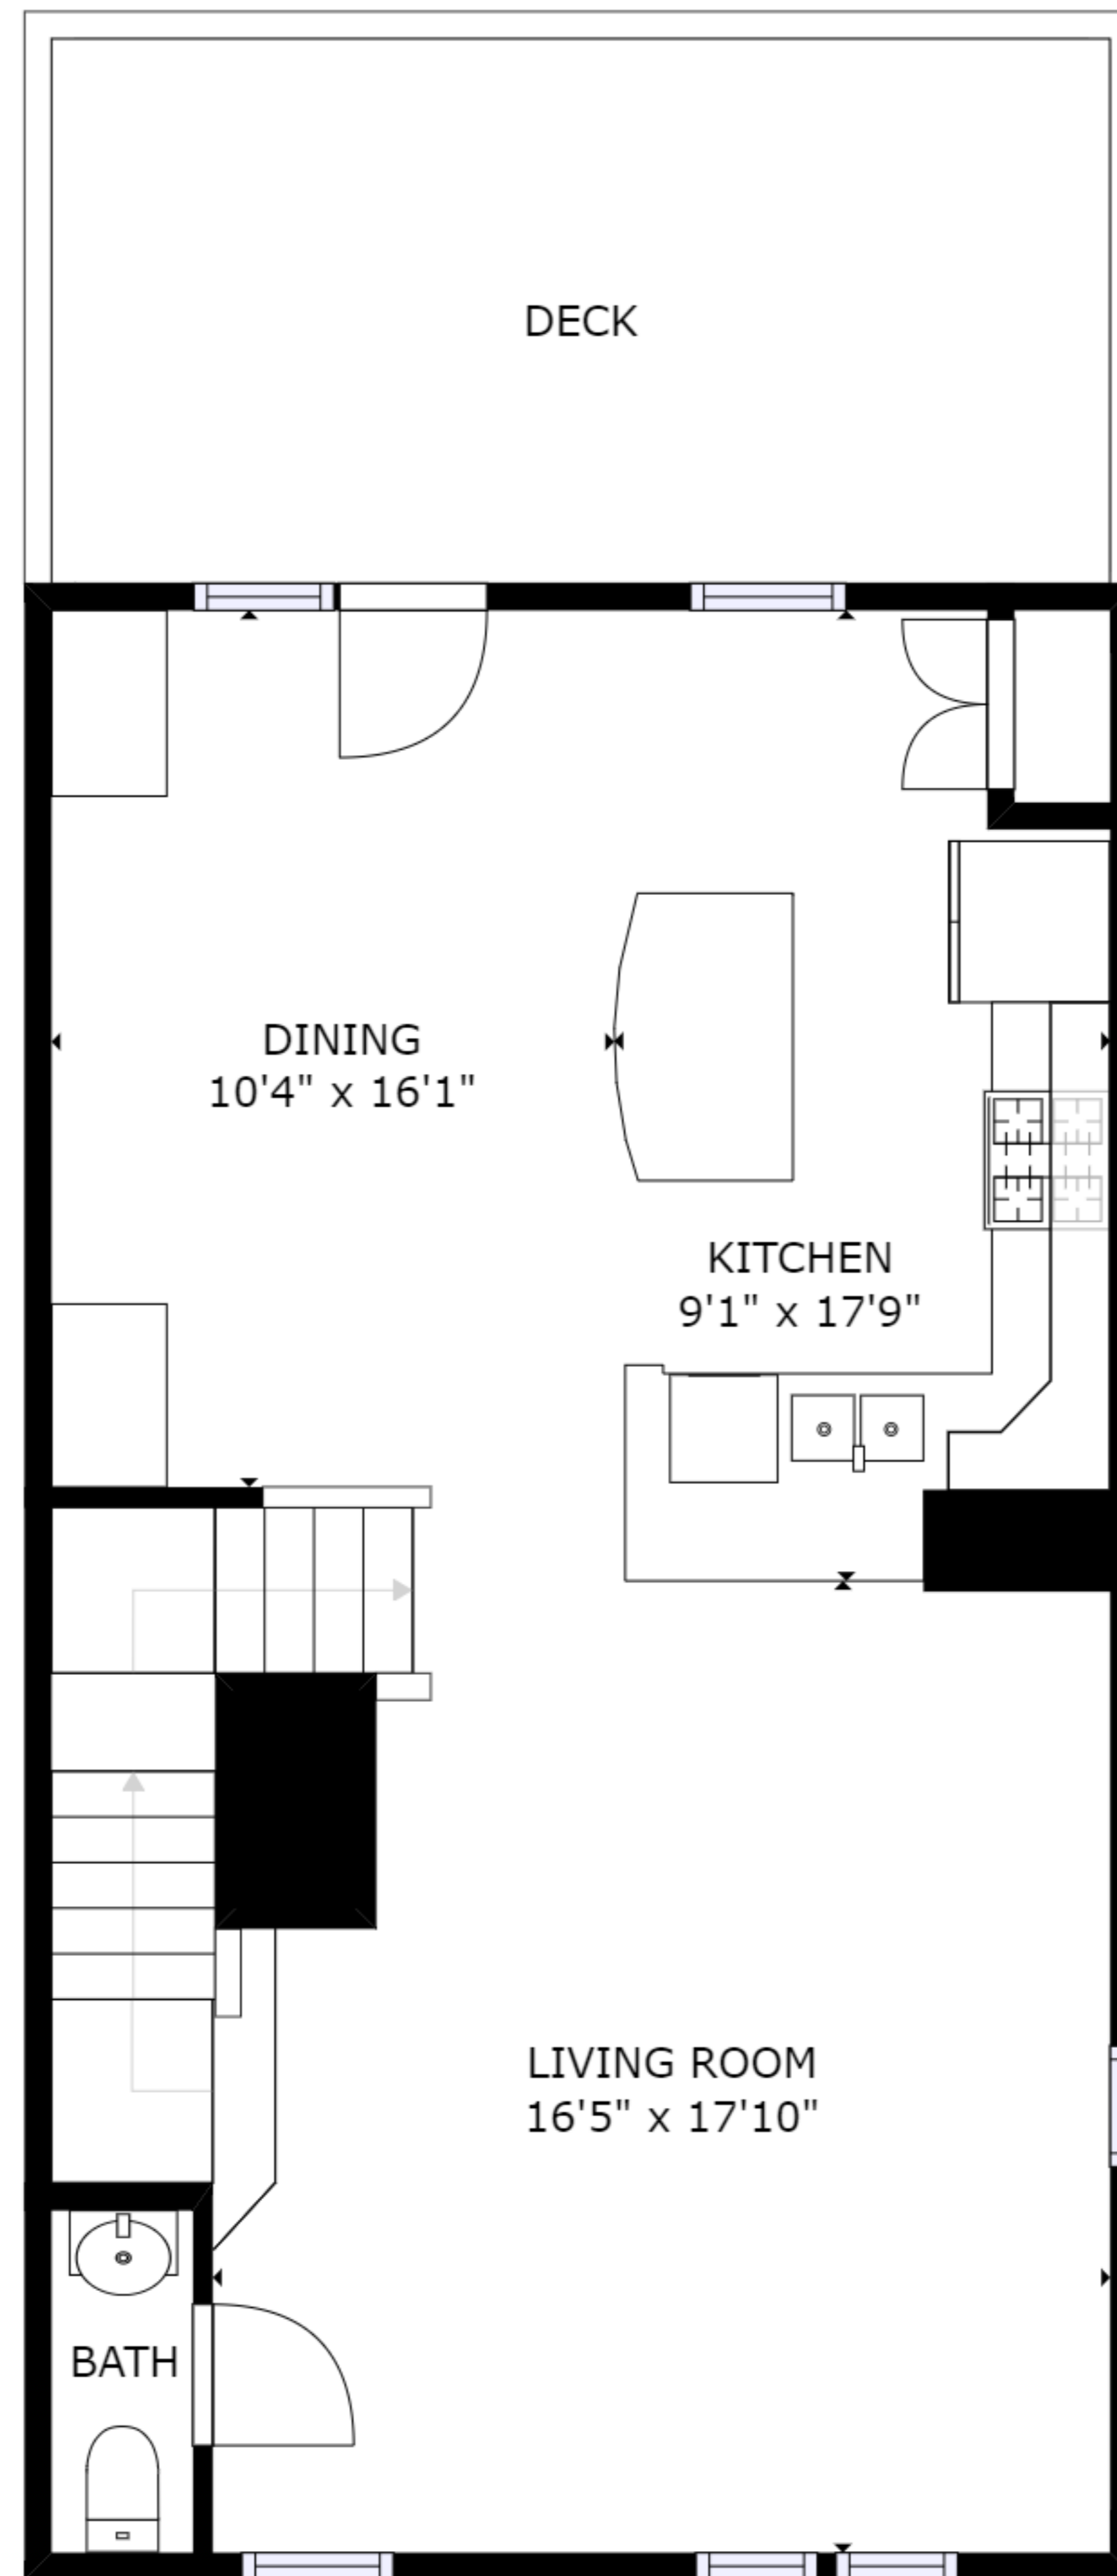 DECK
DINING
10'4" x 16'1"
KITCHEN
9'1" x 17'9"
LIVING ROOM
16'5" x 17'10"
BATH